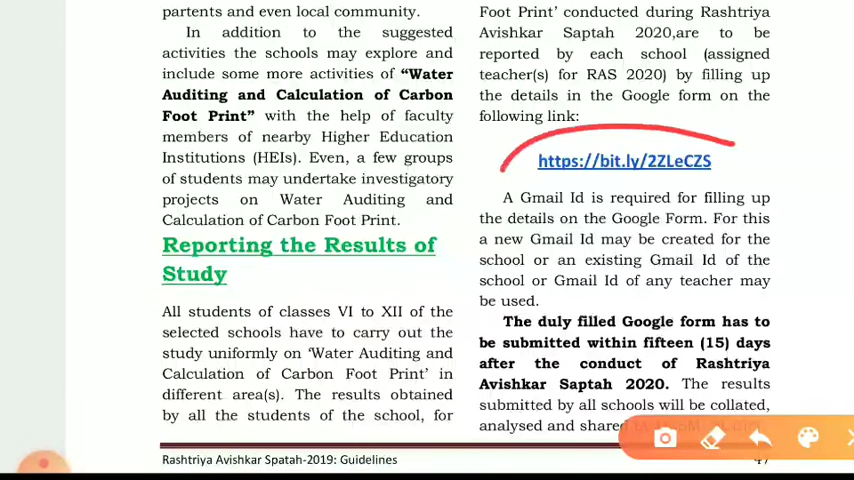 partents and even local community.
In addition to the suggested
activities the schools may explore and
include some more activities of “Water
Auditing and Calculation of Carbon
Foot Print” with the help of faculty
members of nearby Higher Education
Institutions (HEIs). Even, a few groups
of students may undertake investigatory
projects on Water Auditing and
Calculation of Carbon Foot Print.
Reporting the Results of
Study
All students of classes VI to XII of the
selected schools have to carry out the
study uniformly on ‘Water Auditing and
Calculation of Carbon Foot Print’ in
different area(s). The results obtained
by all the students of the school, for
Foot Print’ conducted during Rashtriya
Avishkar Saptah 2020,are to be
reported by each school (assigned
teacher(s) for RAS 2020) by filling up
the details in the Google form on the
following link:
https://bit.ly/2ZLeCZS
A Gmail Id is required for filling up
the details on the Google Form. For this
a new Gmail Id may be created for the
school or an existing Gmail Id of the
school or Gmail Id of any teacher may
be used.
The duly filled Google form has to
be submitted within fifteen (15) days
after the conduct of Rashtriya
Avishkar Saptah 2020. The results
submitted by all schools will be collated,
analysed and shared
Rashtriya Avishkar Spatah-2019: Guidelines
47